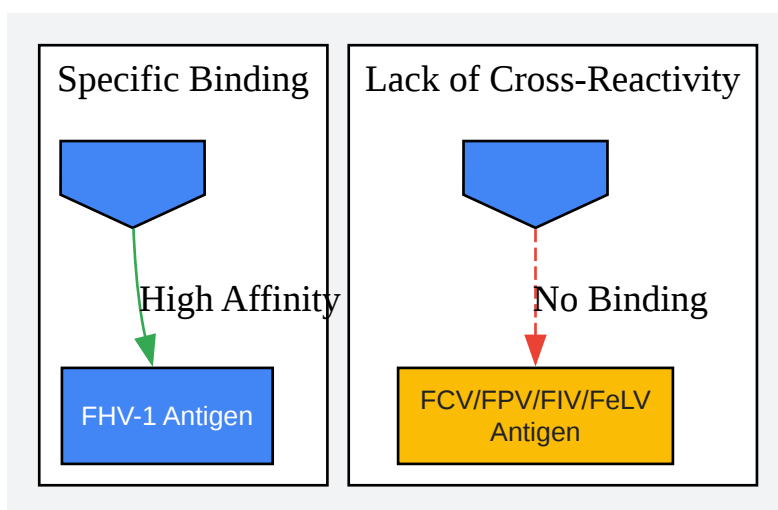 Specific Binding
High Affinity
FHV-1 Antigen
Lack of Cross-Reactivity
No Binding
FCV/FPV/FIV/FeLV
Antigen